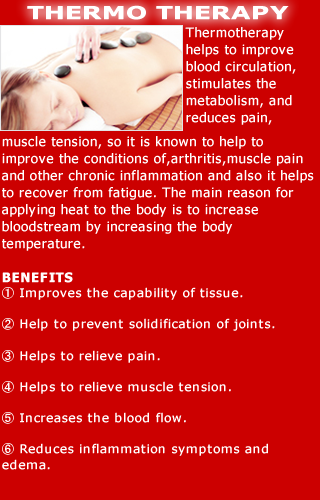 THERMO THERAPY
Thermotherapy
helps to improve
blood circulation,
stimulates the
metabolism, and
reduces pain,
muscle tension, so it is known to help to
improve the conditions of,arthritis,muscle pain
and other chronic inflammation and also it helps
to recover from fatigue. The main reason for
applying heat to the body is to increase
bloodstream by increasing the body
temperature.
BENEFITS
① Improves the capability of tissue.
② Help to prevent solidification of joints.
③ Helps to relieve pain.
④ Helps to relieve muscle tension.
⑤ Increases the blood flow.
⑥ Reduces inflammation symptoms and
edema.